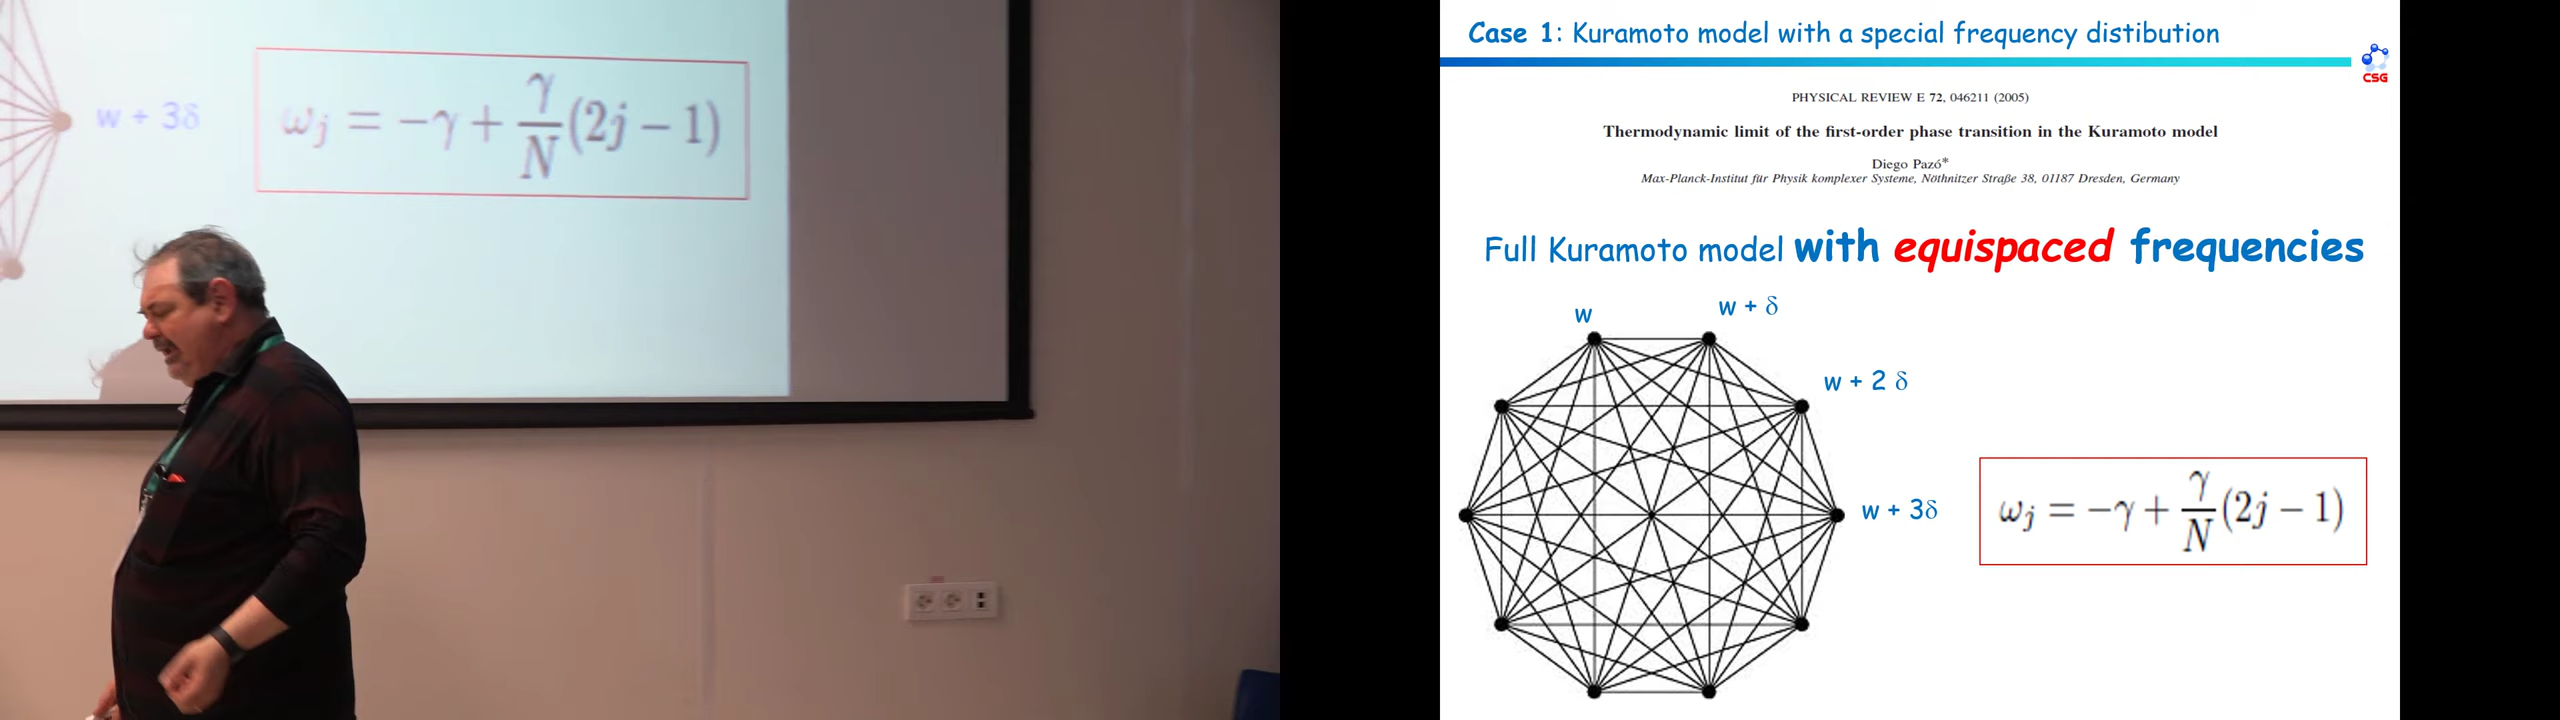 w + 3δ
ωj = −γ + γ/N (2j − 1)
Case 1: Kuramoto model with a special frequency distibution
CSG
PHYSICAL REVIEW E 72, 046211 (2005)
Thermodynamic limit of the first-order phase transition in the Kuramoto model
Diego Pazó*
Max-Planck-Institut für Physik komplexer Systeme, Nöthnitzer Straße 38, 01187 Dresden, Germany
Full Kuramoto model with equispaced frequencies
w
w + δ
w + 2 δ
w + 3δ
ωj = −γ + γ/N (2j − 1)